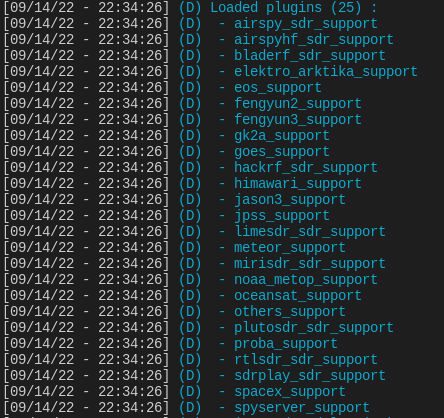 [09/14/22 - 22:34:26] (D) Loaded plugins (25) :
[09/14/22 - 22:34:26] (D)  - airspy_sdr_support
[09/14/22 - 22:34:26] (D)  - airspyhf_sdr_support
[09/14/22 - 22:34:26] (D)  - bladerf_sdr_support
[09/14/22 - 22:34:26] (D)  - elektro_arktika_support
[09/14/22 - 22:34:26] (D)  - eos_support
[09/14/22 - 22:34:26] (D)  - fengyun2_support
[09/14/22 - 22:34:26] (D)  - fengyun3_support
[09/14/22 - 22:34:26] (D)  - gk2a_support
[09/14/22 - 22:34:26] (D)  - goes_support
[09/14/22 - 22:34:26] (D)  - hackrf_sdr_support
[09/14/22 - 22:34:26] (D)  - himawari_support
[09/14/22 - 22:34:26] (D)  - jason3_support
[09/14/22 - 22:34:26] (D)  - jpss_support
[09/14/22 - 22:34:26] (D)  - limesdr_sdr_support
[09/14/22 - 22:34:26] (D)  - meteor_support
[09/14/22 - 22:34:26] (D)  - mirisdr_sdr_support
[09/14/22 - 22:34:26] (D)  - noaa_metop_support
[09/14/22 - 22:34:26] (D)  - oceansat_support
[09/14/22 - 22:34:26] (D)  - others_support
[09/14/22 - 22:34:26] (D)  - plutosdr_sdr_support
[09/14/22 - 22:34:26] (D)  - proba_support
[09/14/22 - 22:34:26] (D)  - rtlsdr_sdr_support
[09/14/22 - 22:34:26] (D)  - sdrplay_sdr_support
[09/14/22 - 22:34:26] (D)  - spacex_support
[09/14/22 - 22:34:26] (D)  - spyserver_support